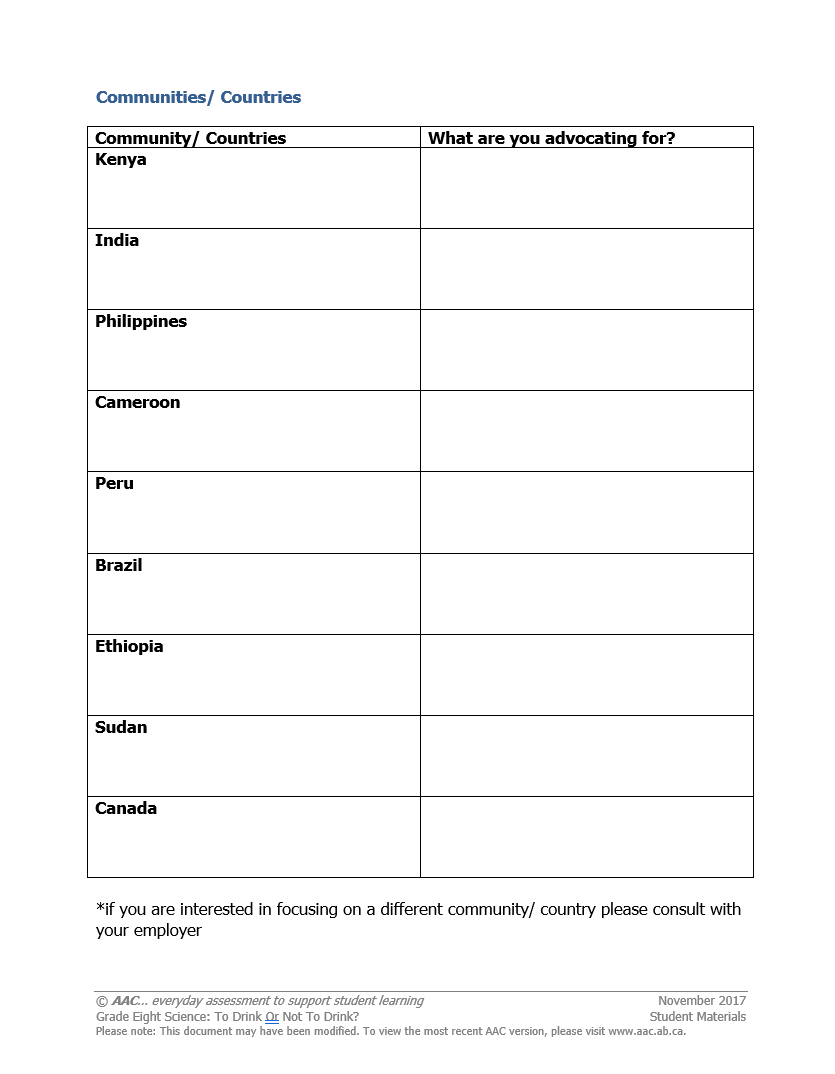 Communities/ Countries
Community/ Countries What are you advocating for?
Kenya
India
Philippines
Cameroon
Peru
Brazil
Ethiopia
Sudan
Canada
*if you are interested in focusing on a different community/ country please consult with
your employer
© AAC... everyday assessment to support student learning November 2017
Grade Eight Science: To Drink Or Not To Drink? Student Materials
Please note: This document may have been modified. To view the most recent AAC version, please visit www.aac.ab.ca.